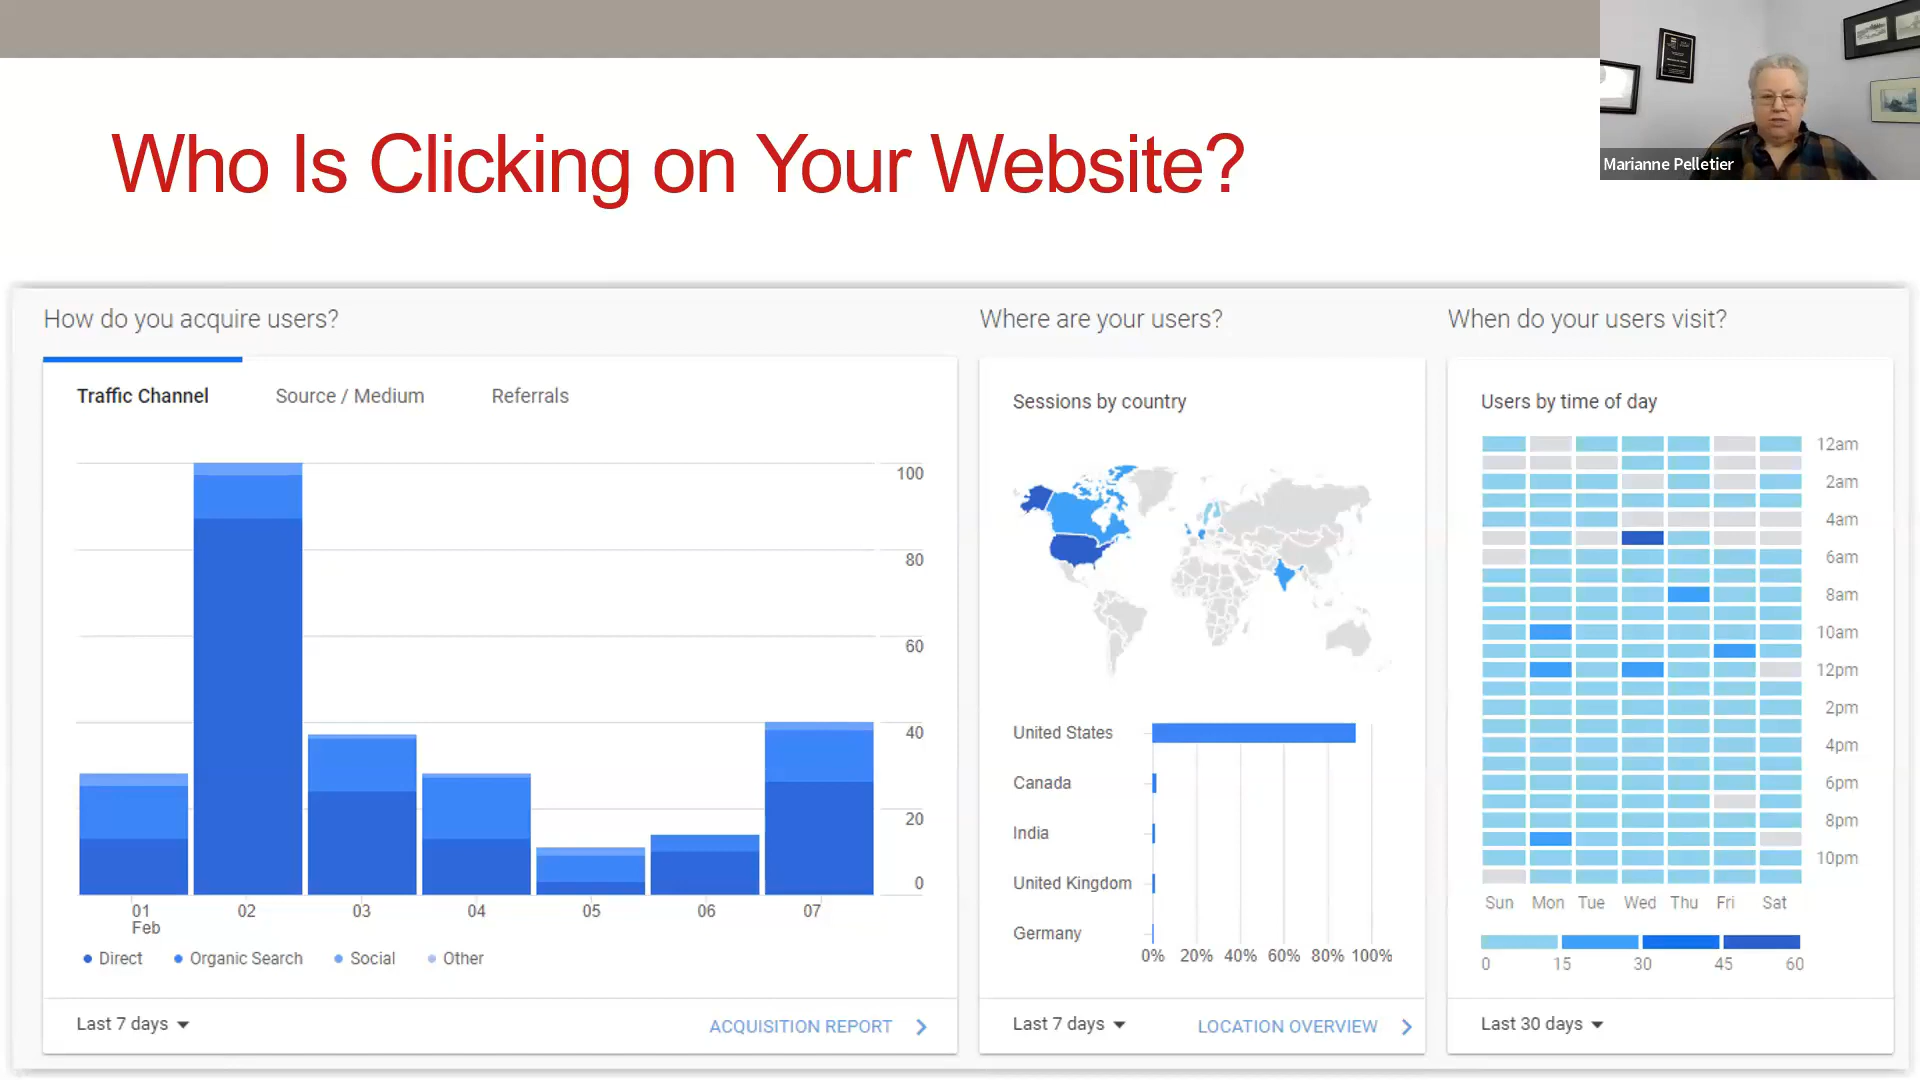 Who Is Clicking on Your Website?
Marianne Pelletier
How do you acquire users?
Traffic Channel
Source / Medium
Referrals
100
80
60
40
20
0
01
Feb
02
03
04
05
06
07
Direct
Organic Search
Social
Other
Last 7 days
ACQUISITION REPORT
Where are your users?
Sessions by country
United States
Canada
India
United Kingdom
Germany
0% 20% 40% 60% 80% 100%
Last 7 days
LOCATION OVERVIEW
When do your users visit?
Users by time of day
12am
2am
4am
6am
8am
10am
12pm
2pm
4pm
6pm
8pm
10pm
Sun Mon Tue Wed Thu Fri Sat
0 15 30 45 60
Last 30 days